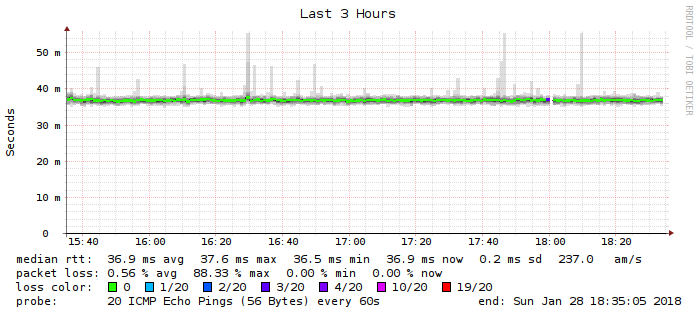 Last 3 Hours
RRDTOOL / TOBI OETIKER
Seconds
50 m
40 m
30 m
20 m
10 m
0
15:40 16:00 16:20 16:40 17:00 17:20 17:40 18:00 18:20
median rtt: 36.9 ms avg 37.6 ms max 36.5 ms min 36.9 ms now 0.2 ms sd 237.0 am/s
packet loss: 0.56 % avg 88.33 % max 0.00 % min 0.00 % now
loss color: 0 1/20 2/20 3/20 4/20 10/20 19/20
probe: 20 ICMP Echo Pings (56 Bytes) every 60s end: Sun Jan 28 18:35:05 2018